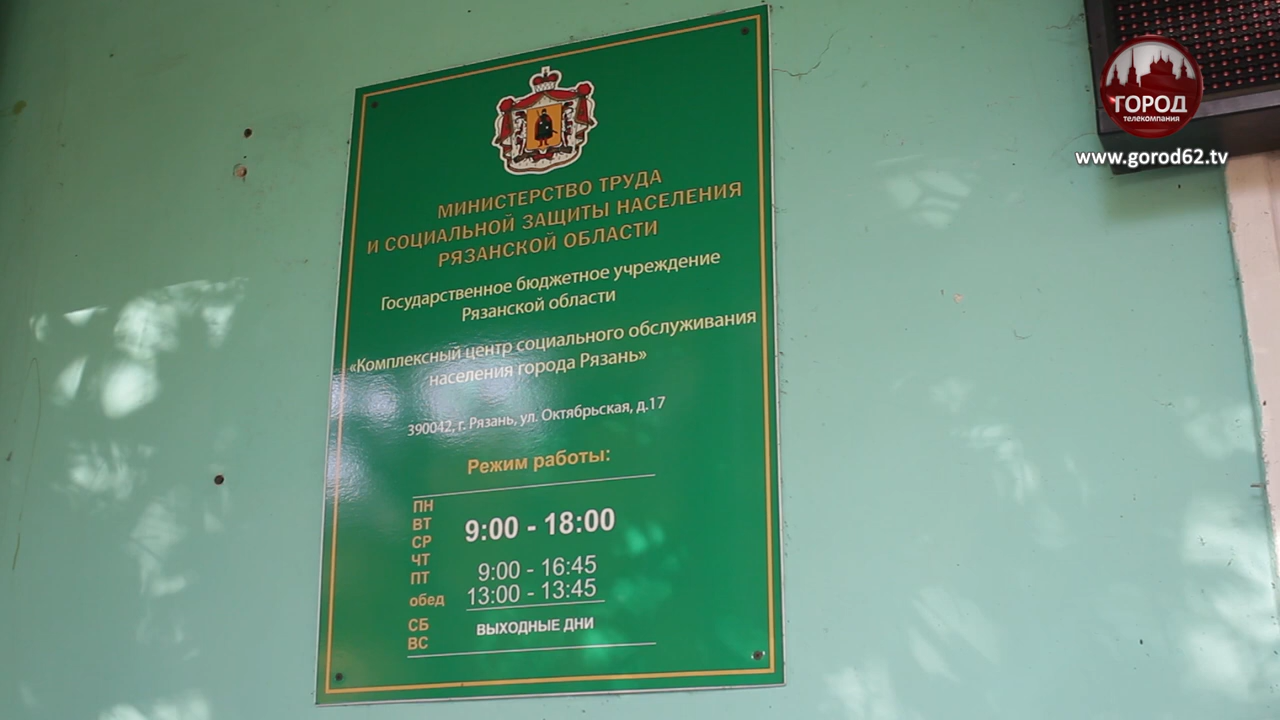 ГОРОД
телекомпания
www.gorod62.tv
МИНИСТЕРСТВО ТРУДА
И СОЦИАЛЬНОЙ ЗАЩИТЫ НАСЕЛЕНИЯ
РЯЗАНСКОЙ ОБЛАСТИ
Государственное бюджетное учреждение
Рязанской области
«Комплексный центр социального обслуживания
населения города Рязань»
390042, г. Рязань, ул. Октябрьская, д.17
Режим работы:
ПН
ВТ
СР
ЧТ
9:00 - 18:00
ПТ 9:00 - 16:45
обед 13:00 - 13:45
СБ
ВС
ВЫХОДНЫЕ ДНИ